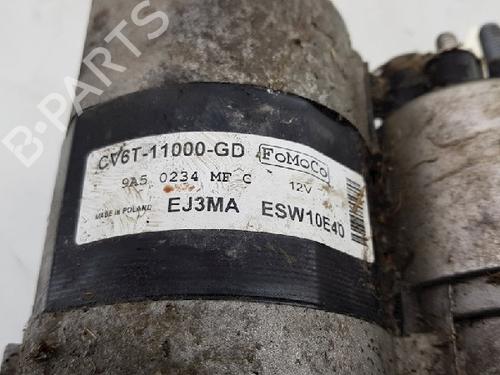 B-PARTS
CV6T-11000-GD FoMoCo
9A5 0234 MF G 12V
MADE IN POLAND EJ3MA ESW10E40